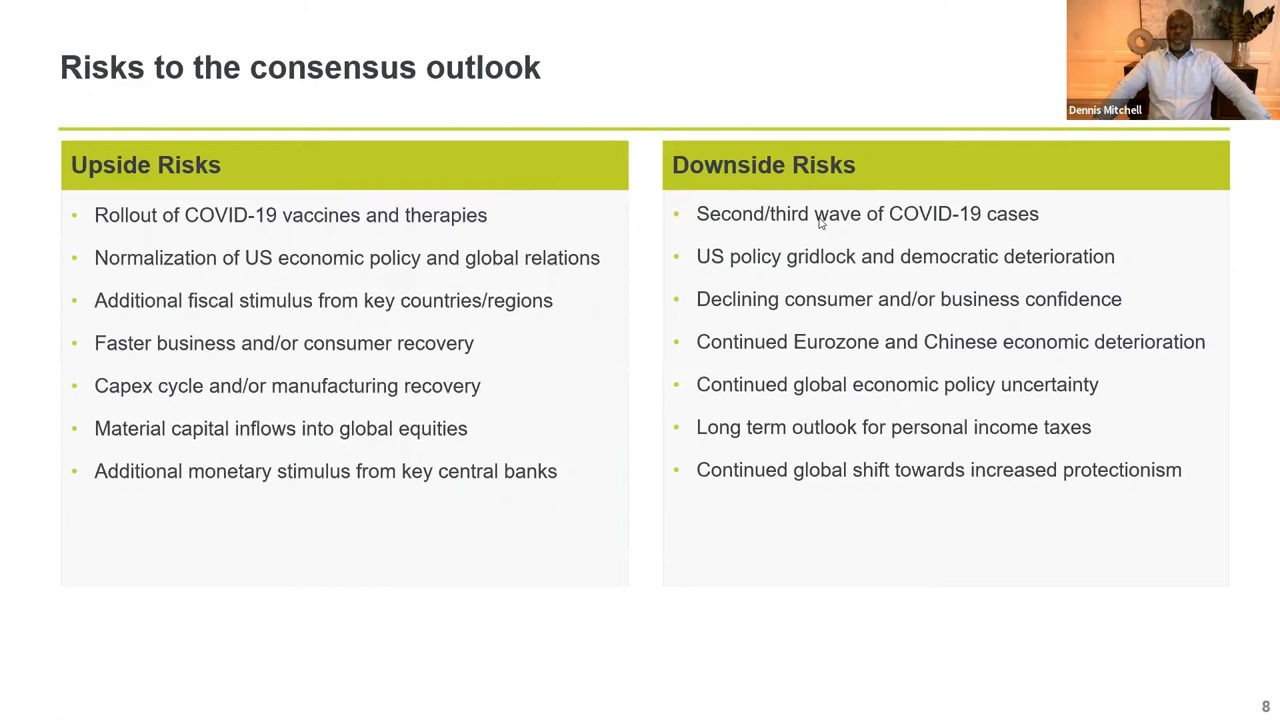 Risks to the consensus outlook
Dennis Mitchell
Upside Risks
• Rollout of COVID-19 vaccines and therapies
• Normalization of US economic policy and global relations
• Additional fiscal stimulus from key countries/regions
• Faster business and/or consumer recovery
• Capex cycle and/or manufacturing recovery
• Material capital inflows into global equities
• Additional monetary stimulus from key central banks
Downside Risks
• Second/third wave of COVID-19 cases
• US policy gridlock and democratic deterioration
• Declining consumer and/or business confidence
• Continued Eurozone and Chinese economic deterioration
• Continued global economic policy uncertainty
• Long term outlook for personal income taxes
• Continued global shift towards increased protectionism
8